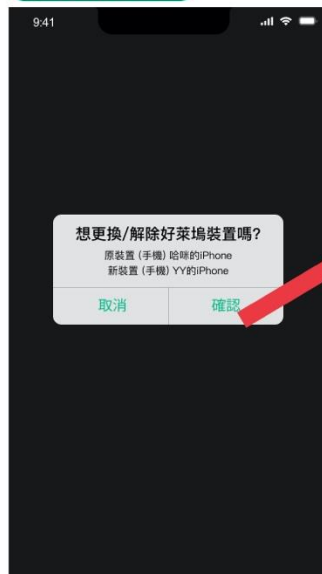 9:41
想更換/解除好萊塢裝置嗎?
原裝置 (手機) 哈咪的iPhone
新裝置 (手機) YY的iPhone
取消
確認